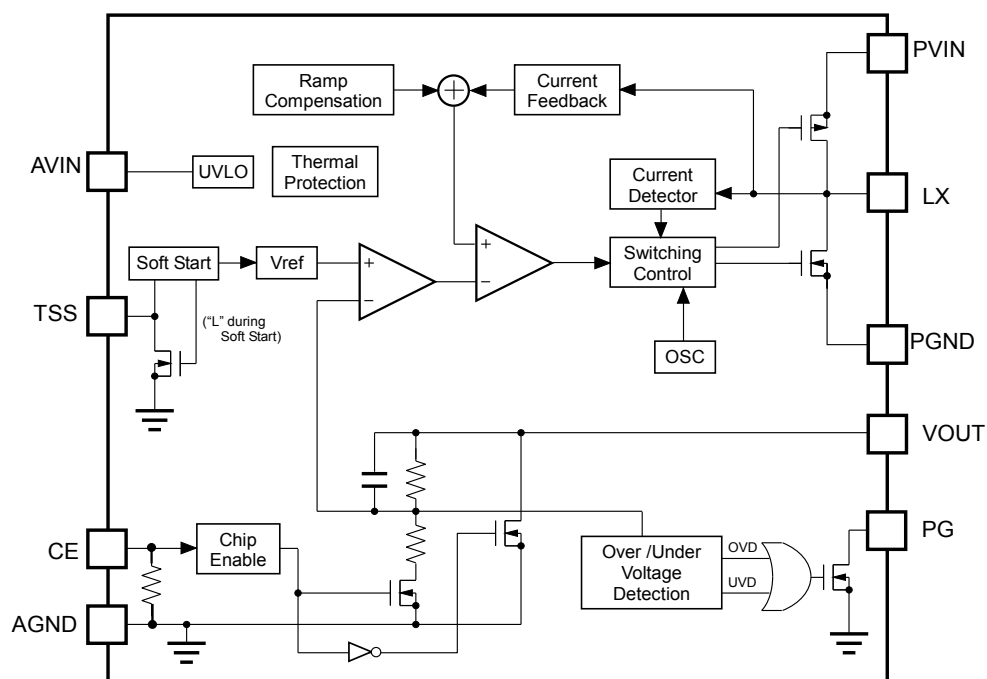 PVIN
Ramp
Compensation
+
Current
Feedback
AVIN
UVLO
Thermal
Protection
Current
Detector
LX
Soft Start
Vref
+
−
+
−
Switching
Control
TSS
("L" during
Soft Start)
OSC
PGND
VOUT
PG
CE
Chip
Enable
Over /Under
Voltage
Detection
OVD
UVD
AGND